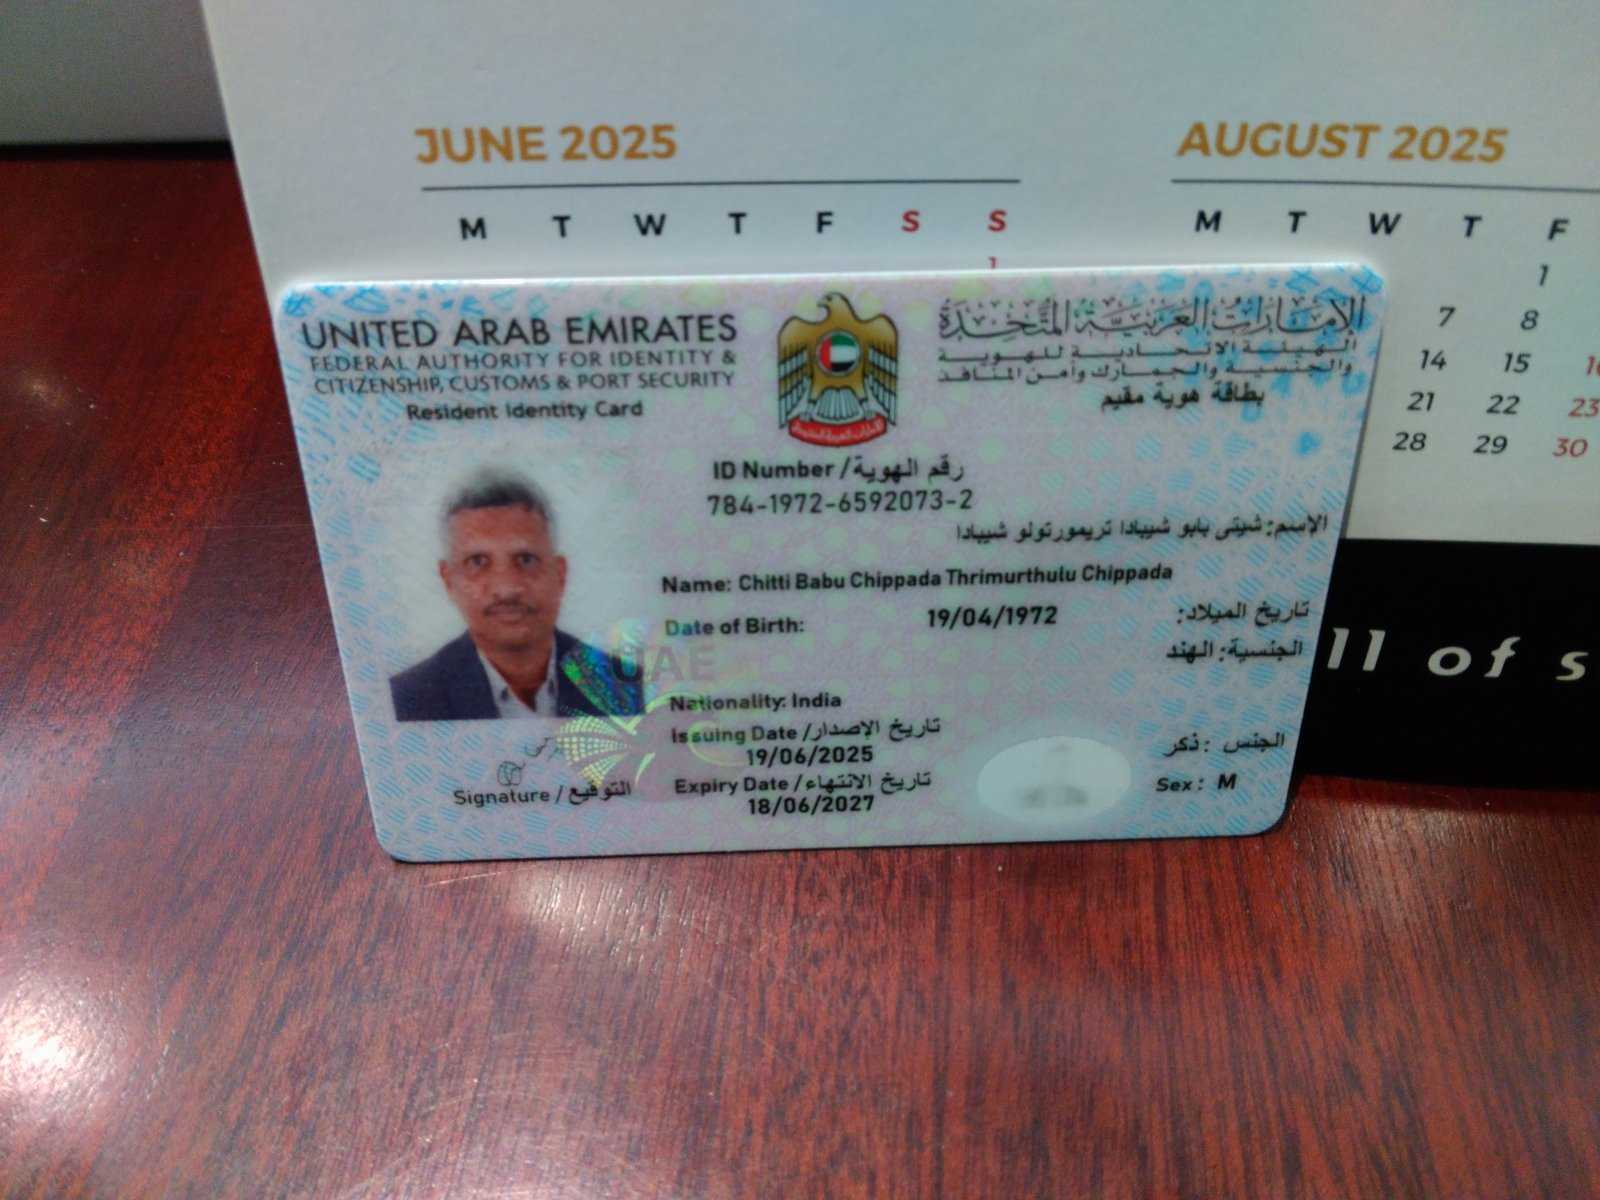 JUNE 2025
M T W T F S S
1
AUGUST 2025
M T W T F
1
7 8
14 15
21 22 23
28 29 30
ll of s
UNITED ARAB EMIRATES
FEDERAL AUTHORITY FOR IDENTITY &
CITIZENSHIP, CUSTOMS & PORT SECURITY
Resident Identity Card
الإمارات العربية المتحدة
الهيئة الاتحادية للهوية
والجنسية والجمارك وأمن المنافذ
بطاقة هوية مقيم
ID Number / رقم الهوية
784-1972-6592073-2
الإسم: شيتى بابو شيبادا تريمورتولو شيبادا
Name: Chitti Babu Chippada Thrimurthulu Chippada
Date of Birth: 19/04/1972 تاريخ الميلاد:
الجنسية: الهند
UAE
Nationality: India
Issuing Date / تاريخ الإصدار
19/06/2025
Expiry Date / تاريخ الانتهاء
18/06/2027
الجنس: ذكر
Sex: M
Signature / التوقيع